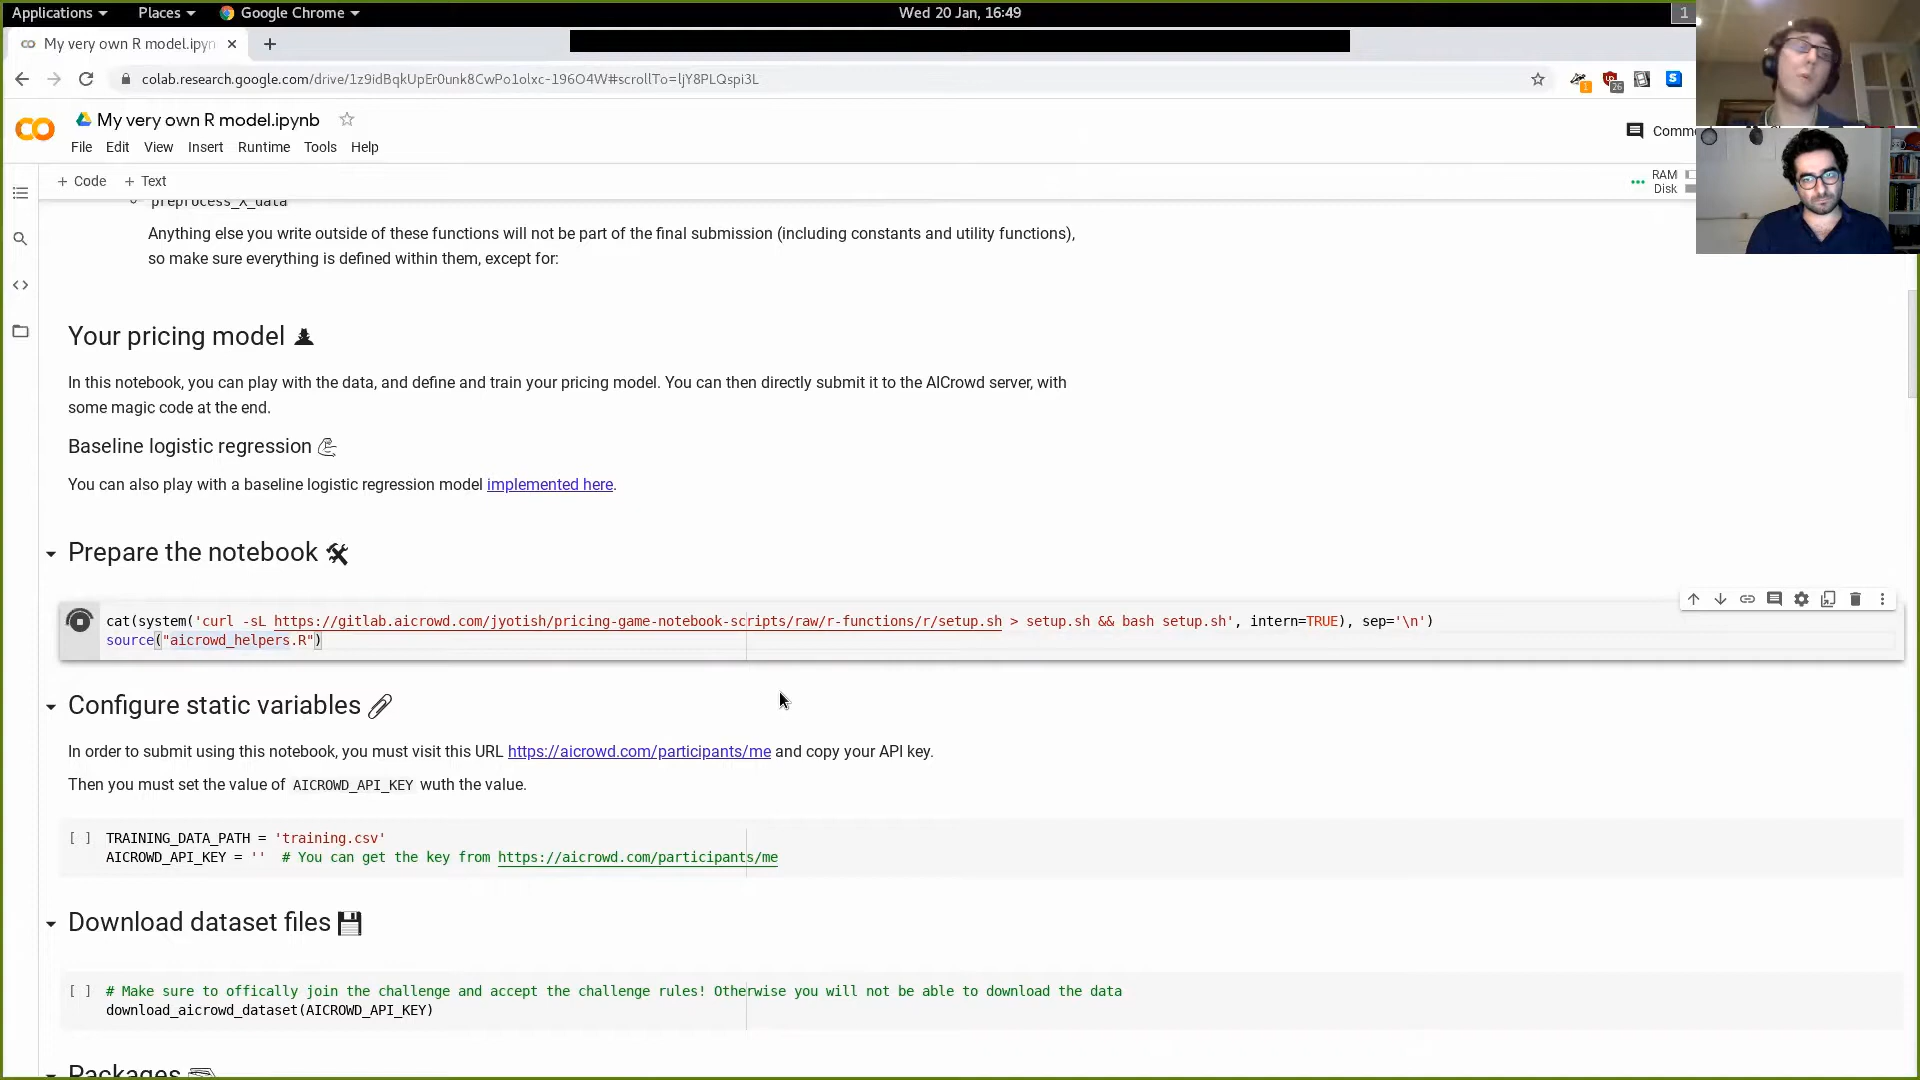 Applications Places Google Chrome Wed 20 Jan, 16:49 1
My very own R model.ipyn
colab.research.google.com/drive/1z9idBqkUpEr0unk8CwPo1olxc-196O4W#scrollTo=ljY8PLQspi3L 1 26 S
My very own R model.ipynb
Comm
File Edit View Insert Runtime Tools Help
+ Code + Text
RAM
Disk
preprocess_X_data
Anything else you write outside of these functions will not be part of the final submission (including constants and utility functions),
so make sure everything is defined within them, except for:
Your pricing model
In this notebook, you can play with the data, and define and train your pricing model. You can then directly submit it to the AICrowd server, with
some magic code at the end.
Baseline logistic regression
You can also play with a baseline logistic regression model implemented here.
Prepare the notebook
cat(system('curl -sL https://gitlab.aicrowd.com/jyotish/pricing-game-notebook-scripts/raw/r-functions/r/setup.sh > setup.sh && bash setup.sh', intern=TRUE), sep='\n')
source("aicrowd_helpers.R")
Configure static variables
In order to submit using this notebook, you must visit this URL https://aicrowd.com/participants/me and copy your API key.
Then you must set the value of AICROWD_API_KEY wuth the value.
[ ] TRAINING_DATA_PATH = 'training.csv'
AICROWD_API_KEY = '' # You can get the key from https://aicrowd.com/participants/me
Download dataset files
[ ] # Make sure to offically join the challenge and accept the challenge rules! Otherwise you will not be able to download the data
download_aicrowd_dataset(AICROWD_API_KEY)
Packages